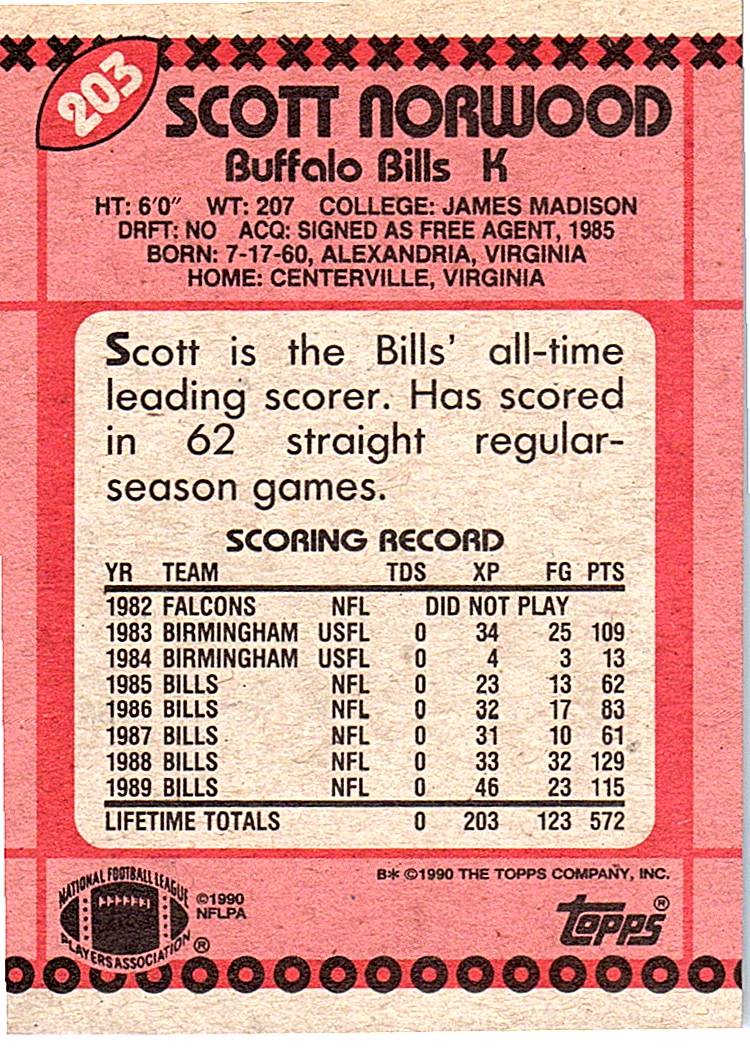 203
SCOTT NORWOOD
Buffalo Bills K
HT: 6'0" WT: 207 COLLEGE: JAMES MADISON
DRFT: NO ACQ: SIGNED AS FREE AGENT, 1985
BORN: 7-17-60, ALEXANDRIA, VIRGINIA
HOME: CENTERVILLE, VIRGINIA
Scott is the Bills' all-time
leading scorer. Has scored
in 62 straight regular-
season games.
SCORING RECORD
YR TEAM TDS XP FG PTS
1982 FALCONS NFL DID NOT PLAY
1983 BIRMINGHAM USFL 0 34 25 109
1984 BIRMINGHAM USFL 0 4 3 13
1985 BILLS NFL 0 23 13 62
1986 BILLS NFL 0 32 17 83
1987 BILLS NFL 0 31 10 61
1988 BILLS NFL 0 33 32 129
1989 BILLS NFL 0 46 23 115
LIFETIME TOTALS 0 203 123 572
B* ©1990 THE TOPPS COMPANY, INC.
NATIONAL FOOTBALL LEAGUE
PLAYERS ASSOCIATION ®
©1990
NFLPA
topps®